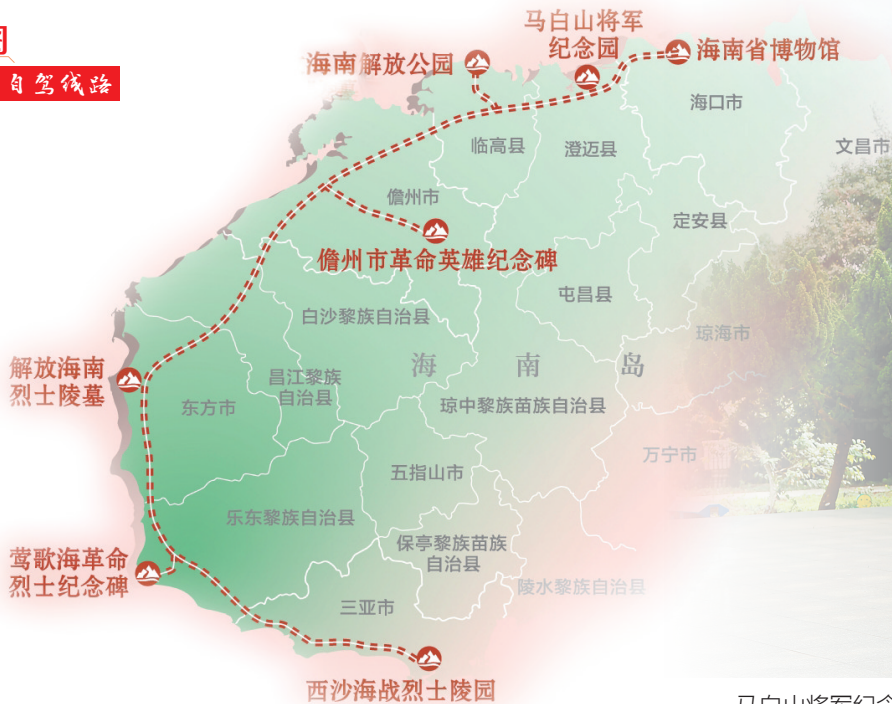 自驾线路
马白山将军
纪念园
海南解放公园
海南省博物馆
海口市
临高县
澄迈县
文昌市
儋州市
定安县
儋州市革命英雄纪念碑
屯昌县
白沙黎族自治县
琼海市
海 南 岛
解放海南
烈士陵墓
昌江黎族
自治县
东方市
琼中黎族苗族自治县
万宁市
五指山市
乐东黎族自治县
保亭黎族苗族
自治县
莺歌海革命
烈士纪念碑
陵水黎族自治县
三亚市
西沙海战烈士陵园